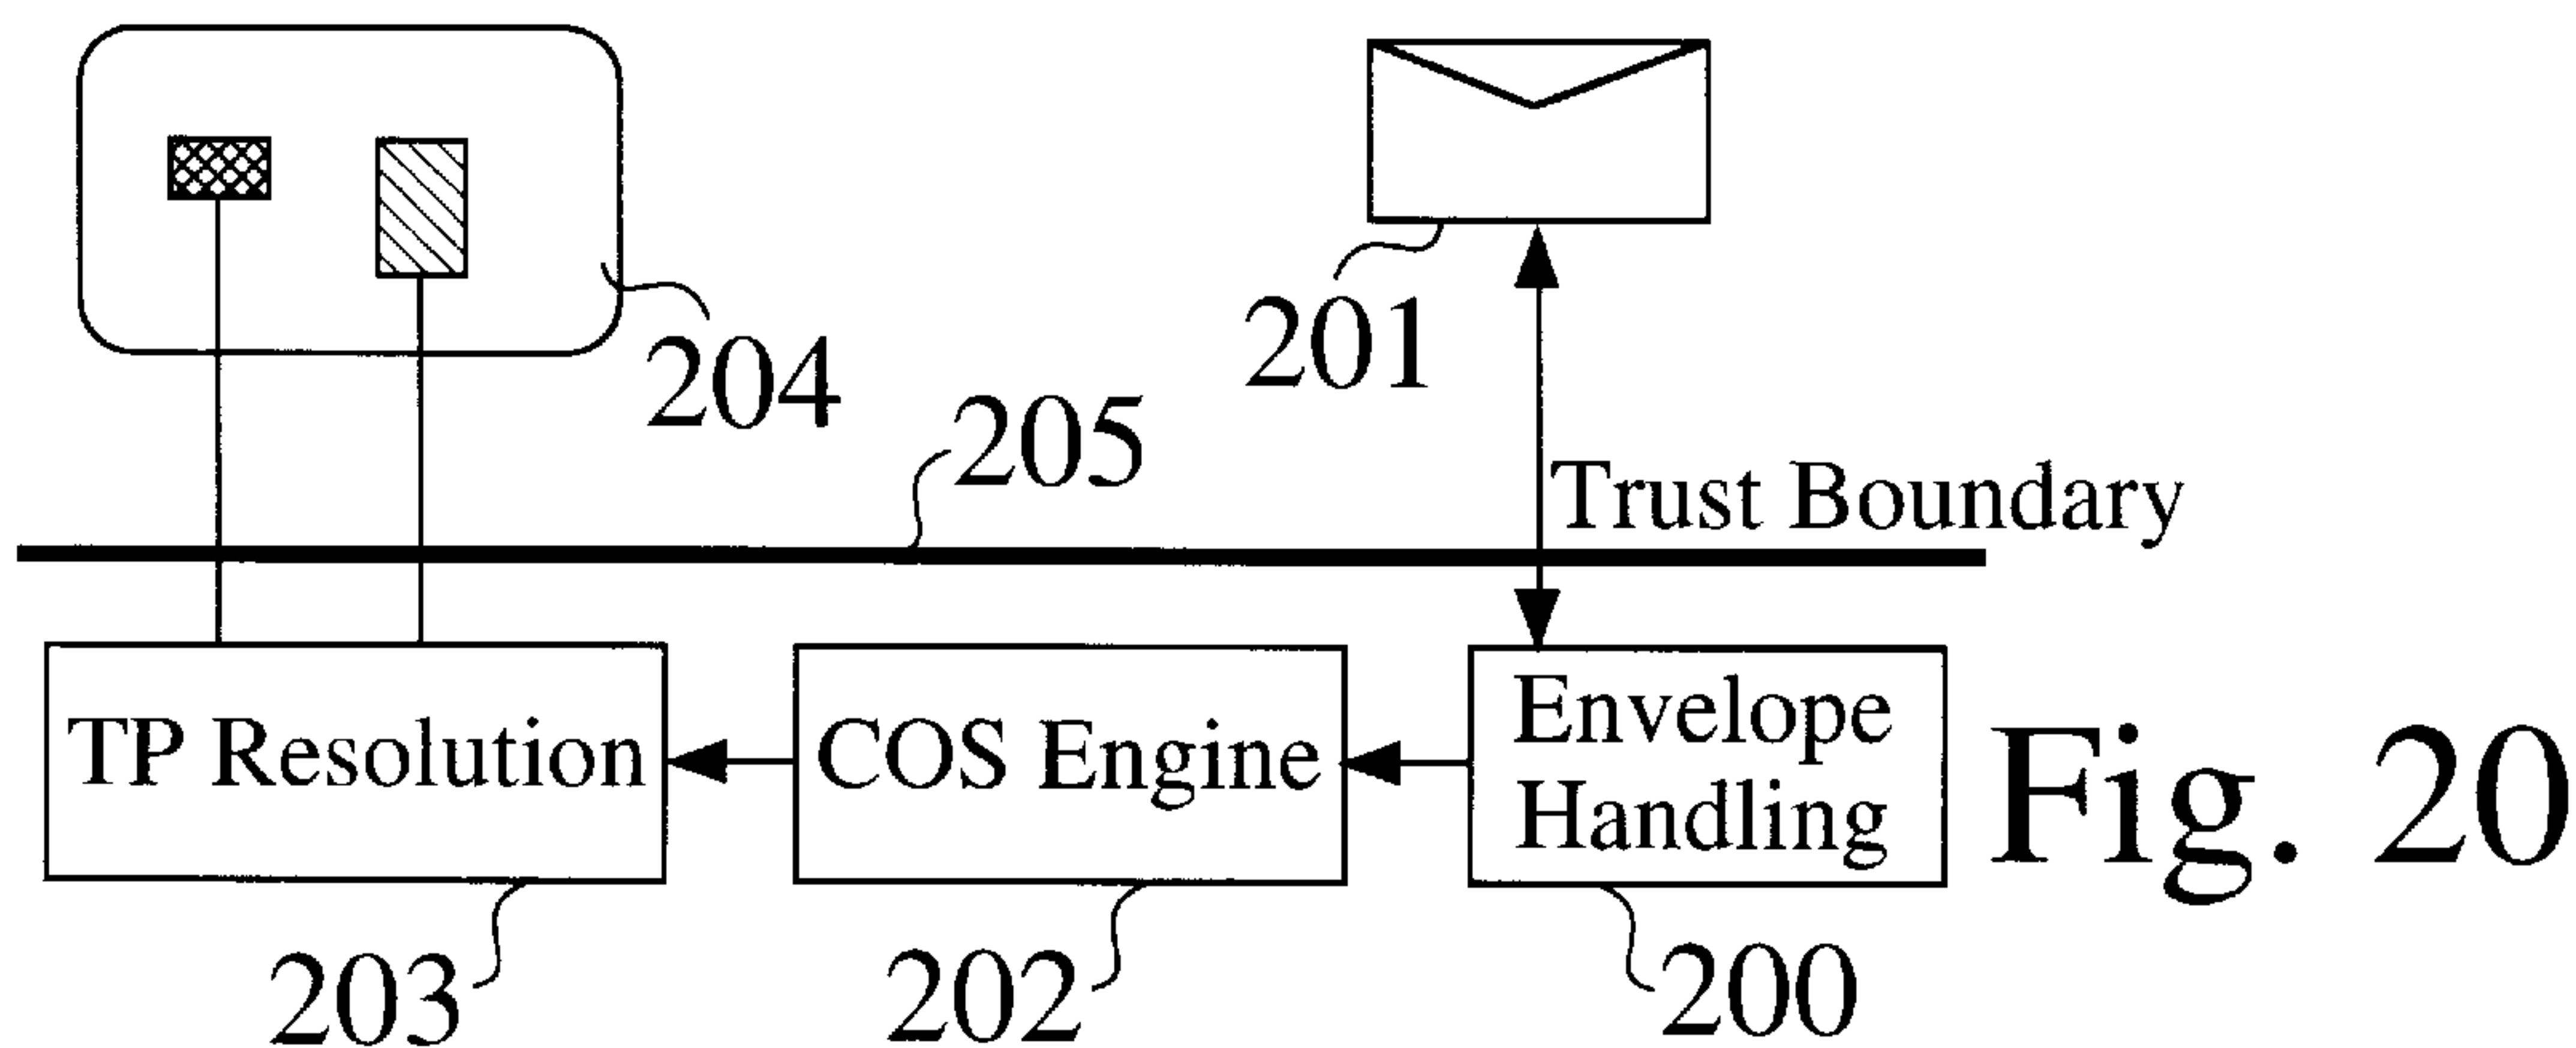 201
204
205
Trust Boundary
TP Resolution
COS Engine
Envelope
Handling
Fig. 20
203
202
200